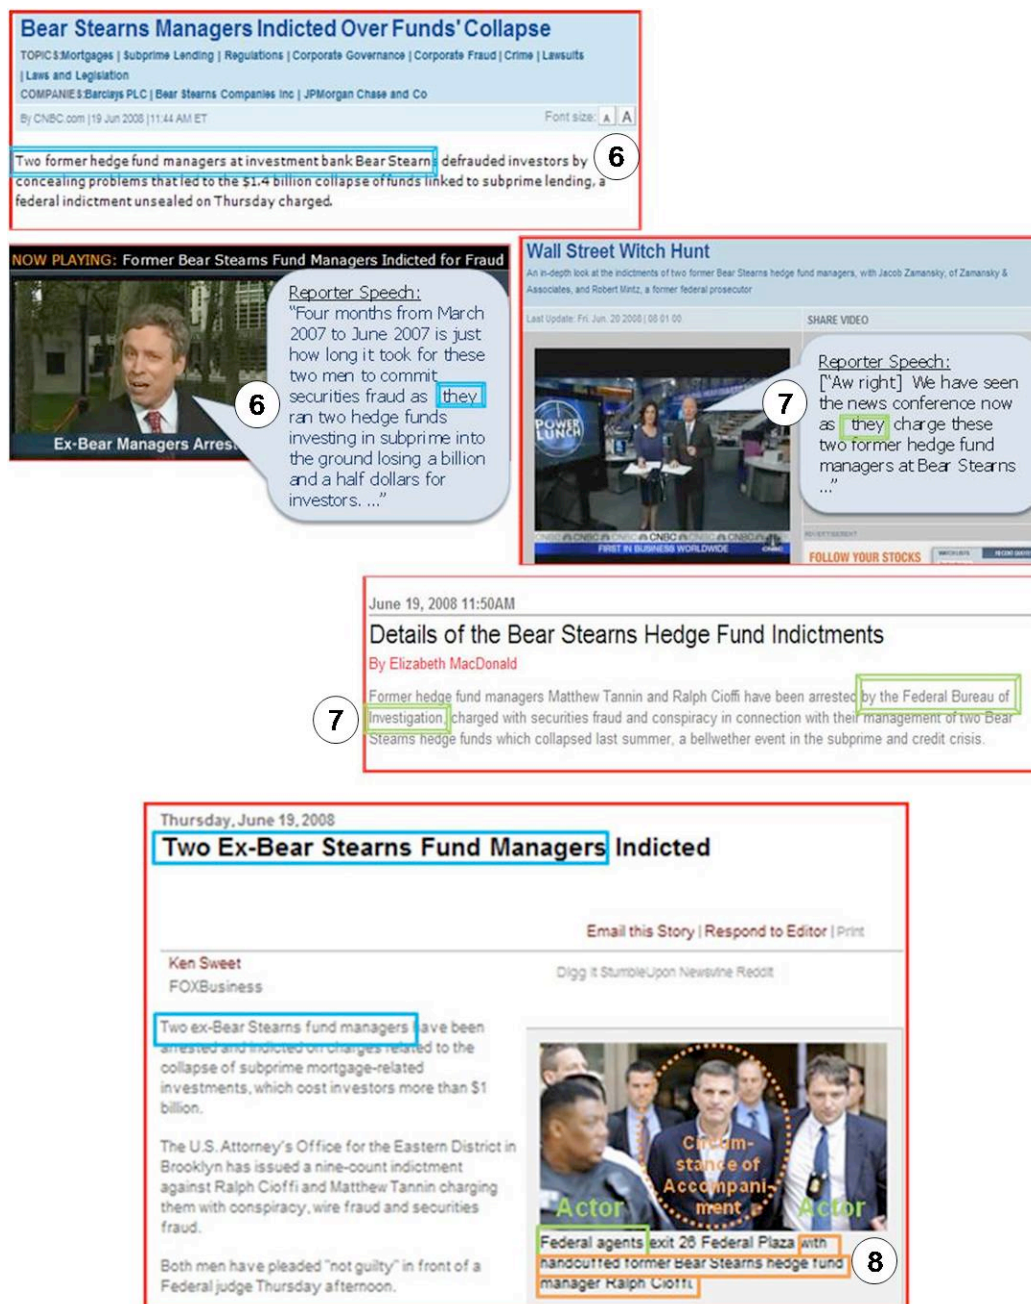 Bear Stearns Managers Indicted Over Funds' Collapse
TOPICS:Mortgages | Subprime Lending | Regulations | Corporate Governance | Corporate Fraud | Crime | Lawsuits
| Laws and Legislation
COMPANIES:Barclays PLC | Bear Stearns Companies Inc | JPMorgan Chase and Co
By CNBC.com | 19 Jun 2008 | 11:44 AM ET
Font size: A A
Two former hedge fund managers at investment bank Bear Stearns defrauded investors by
6
concealing problems that led to the $1.4 billion collapse of funds linked to subprime lending, a
federal indictment unsealed on Thursday charged.
NOW PLAYING: Former Bear Stearns Fund Managers Indicted for Fraud
Reporter Speech:
"Four months from March
2007 to June 2007 is just
how long it took for these
two men to commit
securities fraud as they
ran two hedge funds
investing in subprime into
the ground losing a billion
and a half dollars for
investors. ..."
6
Ex-Bear Managers Arres
Wall Street Witch Hunt
An in-depth look at the indictments of two former Bear Stearns hedge fund managers, with Jacob Zamansky, of Zamansky &
Associates, and Robert Mintz, a former federal prosecutor
Last Update: Fri. Jun. 20 2008 | 08 01 00
SHARE VIDEO
Reporter Speech:
["Aw right] We have seen
the news conference now
as they charge these
two former hedge fund
managers at Bear Stearns
..."
7
POWER
LUNCH
CNBC CNBC CNBC CNBC CNBC
FIRST IN BUSINESS WORLDWIDE
CNBC
ADVERTISEMENT
FOLLOW YOUR STOCKS
June 19, 2008 11:50AM
Details of the Bear Stearns Hedge Fund Indictments
By Elizabeth MacDonald
Former hedge fund managers Matthew Tannin and Ralph Cioffi have been arrested by the Federal Bureau of
7
Investigation, charged with securities fraud and conspiracy in connection with their management of two Bear
Stearns hedge funds which collapsed last summer, a bellwether event in the subprime and credit crisis.
Thursday, June 19, 2008
Two Ex-Bear Stearns Fund Managers Indicted
Email this Story | Respond to Editor | Print
Ken Sweet
FOXBusiness
Digg It StumbleUpon Newsvine Reddit
Two ex-Bear Stearns fund managers have been
arrested and indicted on charges related to the
collapse of subprime mortgage-related
investments, which cost investors more than $1
billion.
The U.S. Attorney's Office for the Eastern District in
Brooklyn has issued a nine-count indictment
against Ralph Cioffi and Matthew Tannin charging
them with conspiracy, wire fraud and securities
fraud.
Both men have pleaded "not guilty" in front of a
Federal judge Thursday afternoon.
Circum-
stance of
Accompani-
ment
Actor
Actor
Federal agents exit 26 Federal Plaza with
handcuffed former Bear Stearns hedge fund
manager Ralph Cioffi.
8